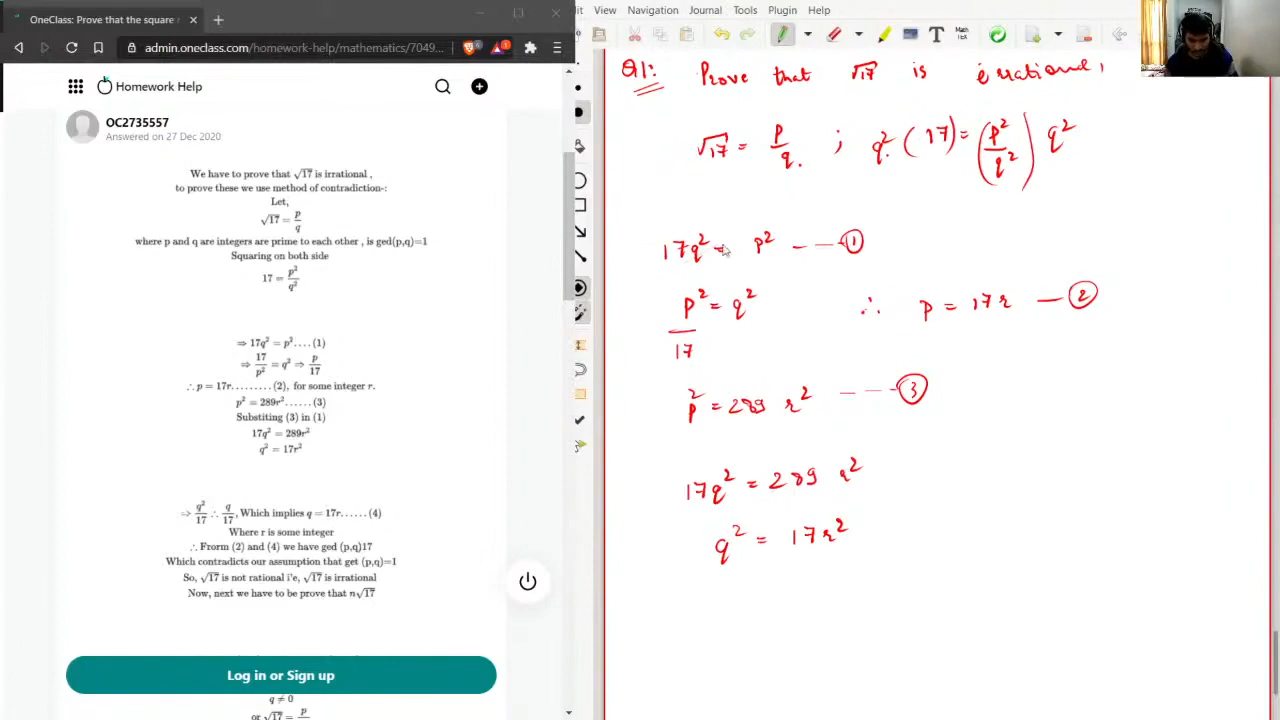 OneClass: Prove that the square r
admin.oneclass.com/homework-help/mathematics/7049...
Homework Help
OC2735557
Answered on 27 Dec 2020
We have to prove that √17 is irrational ,
to prove these we use method of contradiction-:
Let,
√17 = p/q
where p and q are integers are prime to each other , is ged(p,q)=1
Squaring on both side
17 = p²/q²
⇒ 17q² = p²....(1)
⇒ 17/p² = q² ⇒ p/17
∴ p = 17r.........(2), for some integer r.
p² = 289r²......(3)
Substiting (3) in (1)
17q² = 289r²
q² = 17r²
⇒ q²/17 ∴ q/17, Which implies q = 17r......(4)
Where r is some integer
∴ Frorm (2) and (4) we have ged (p,q)17
Which contradicts our assumption that get (p,q)=1
So, √17 is not rational i'e, √17 is irrational
Now, next we have to be prove that n√17
Log in or Sign up
q ≠ 0
or √17 = p
it View Navigation Journal Tools Options Help
Q1: Prove that √17 is irrational,
√17 = p/q. ; q²(17) = (p²/q²) q²
17q² = p² - - - ①
p²/17 = q² ∴ p = 17r — ②
p² = 289 r² - - - ③
17q² = 289 r²
q² = 17r²